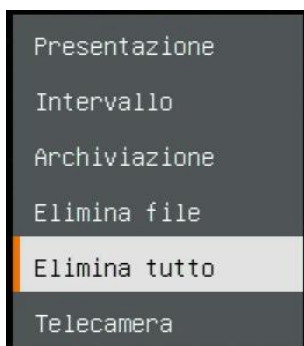 Presentazione
Intervallo
Archiviazione
Elimina file
Elimina tutto
Telecamera